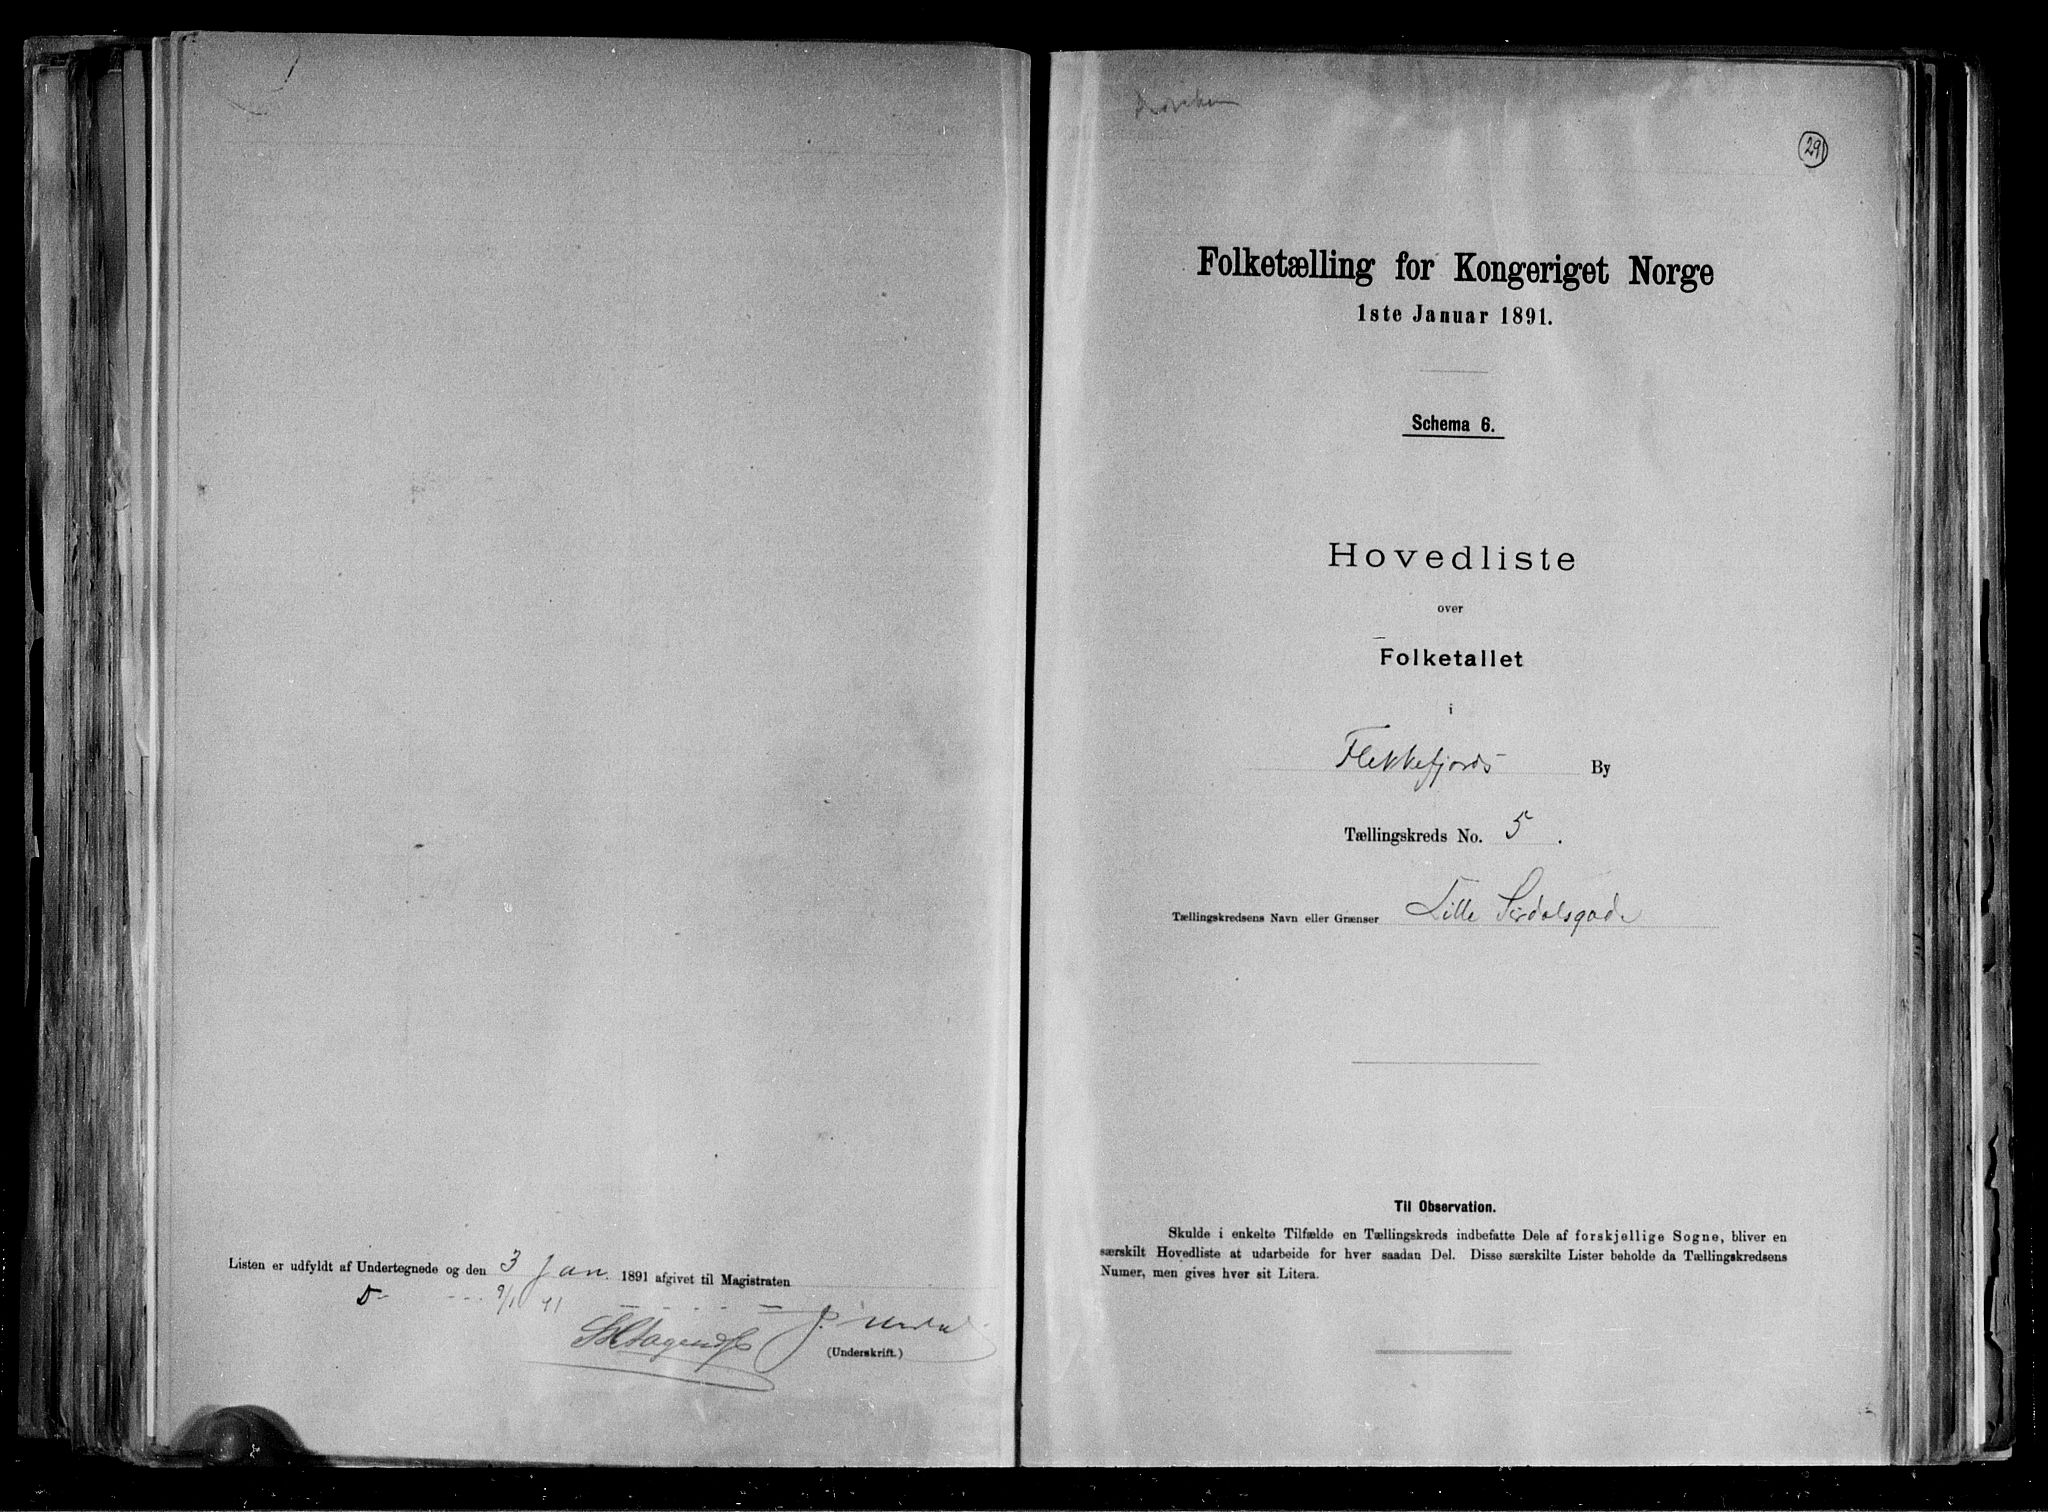 Listen er udfyldt af Undertegnede og den 3 Jan. 1891 afgivet til Magistraten
(Underskrift.)
29
Folketælling for Kongeriget Norge
1ste Januar 1891.
Schema 6.
Hovedliste
over
Folketallet
i
Flekkefjords By
Tællingskreds No. 5.
Tællingskredsens Navn eller Grænser Lille Sirdalsgade
Til Observation.
Skulde i enkelte Tilfælde en Tællingskreds indbefatte Dele af forskjellige Sogne, bliver en
særskilt Hovedliste at udarbeide for hver saadan Del. Disse særskilte Lister beholde da Tællingskredsens
Numer, men gives hver sit Litera.